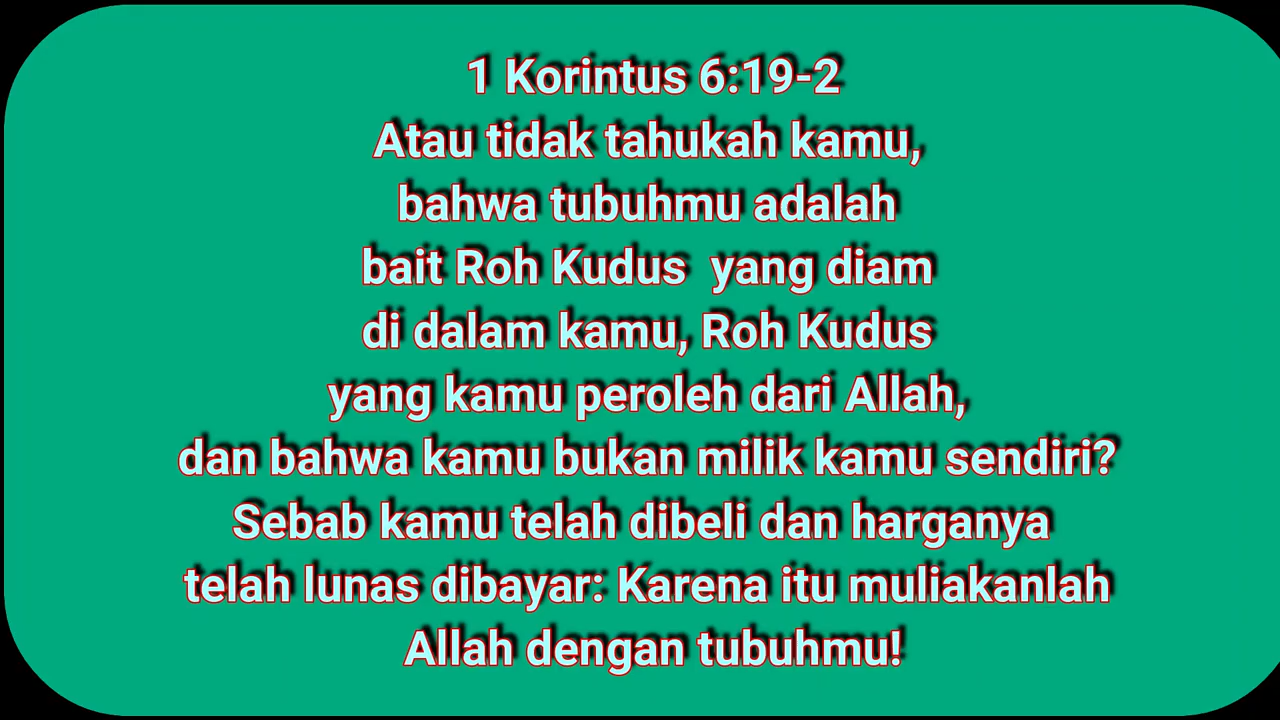 1 Korintus 6:19-2
Atau tidak tahukah kamu,
bahwa tubuhmu adalah
bait Roh Kudus  yang diam
di dalam kamu, Roh Kudus
yang kamu peroleh dari Allah,
dan bahwa kamu bukan milik kamu sendiri?
Sebab kamu telah dibeli dan harganya
telah lunas dibayar: Karena itu muliakanlah
Allah dengan tubuhmu!